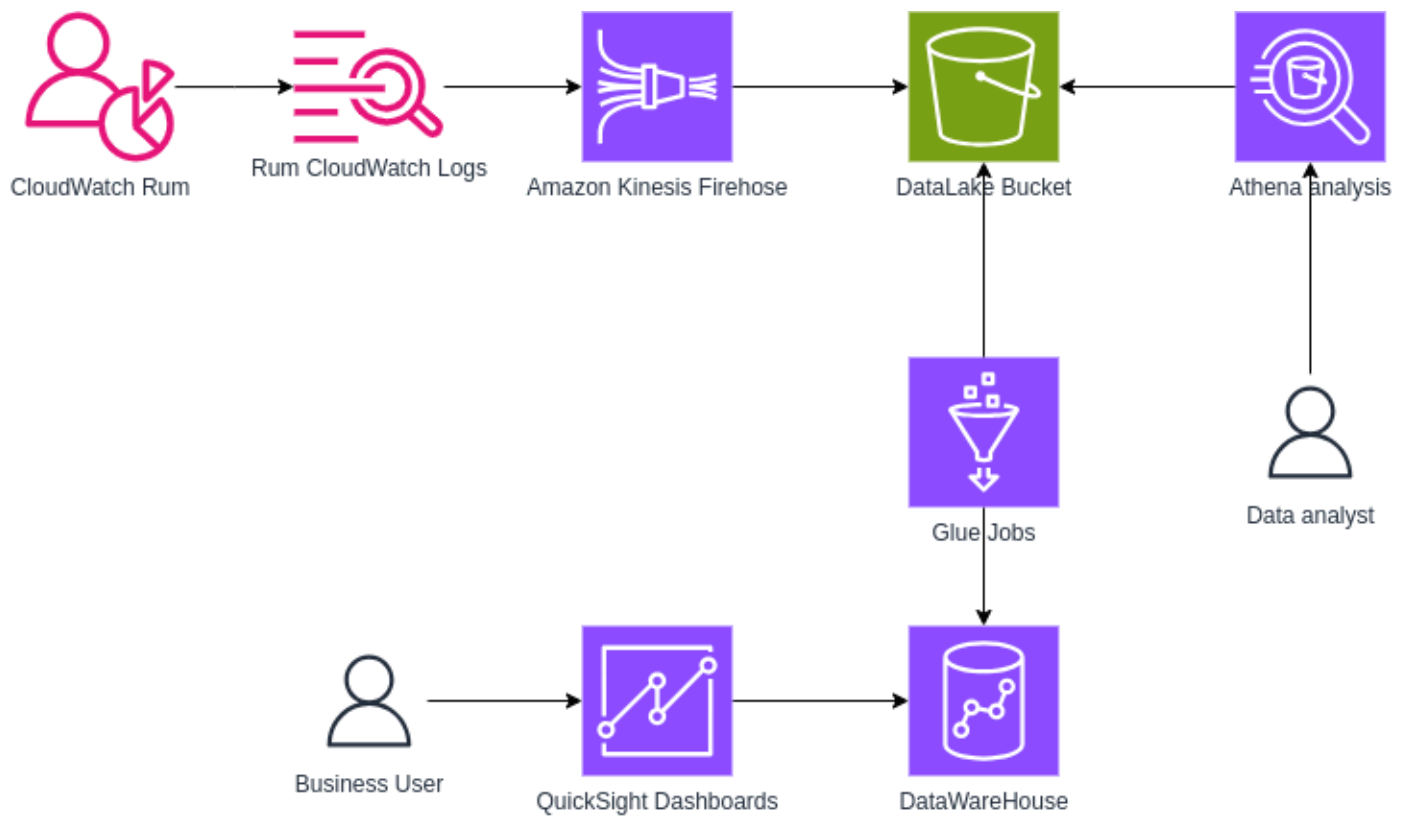 CloudWatch Rum
Rum CloudWatch Logs
Amazon Kinesis Firehose
DataLake Bucket
Athena analysis
Glue Jobs
Data analyst
Business User
QuickSight Dashboards
DataWareHouse